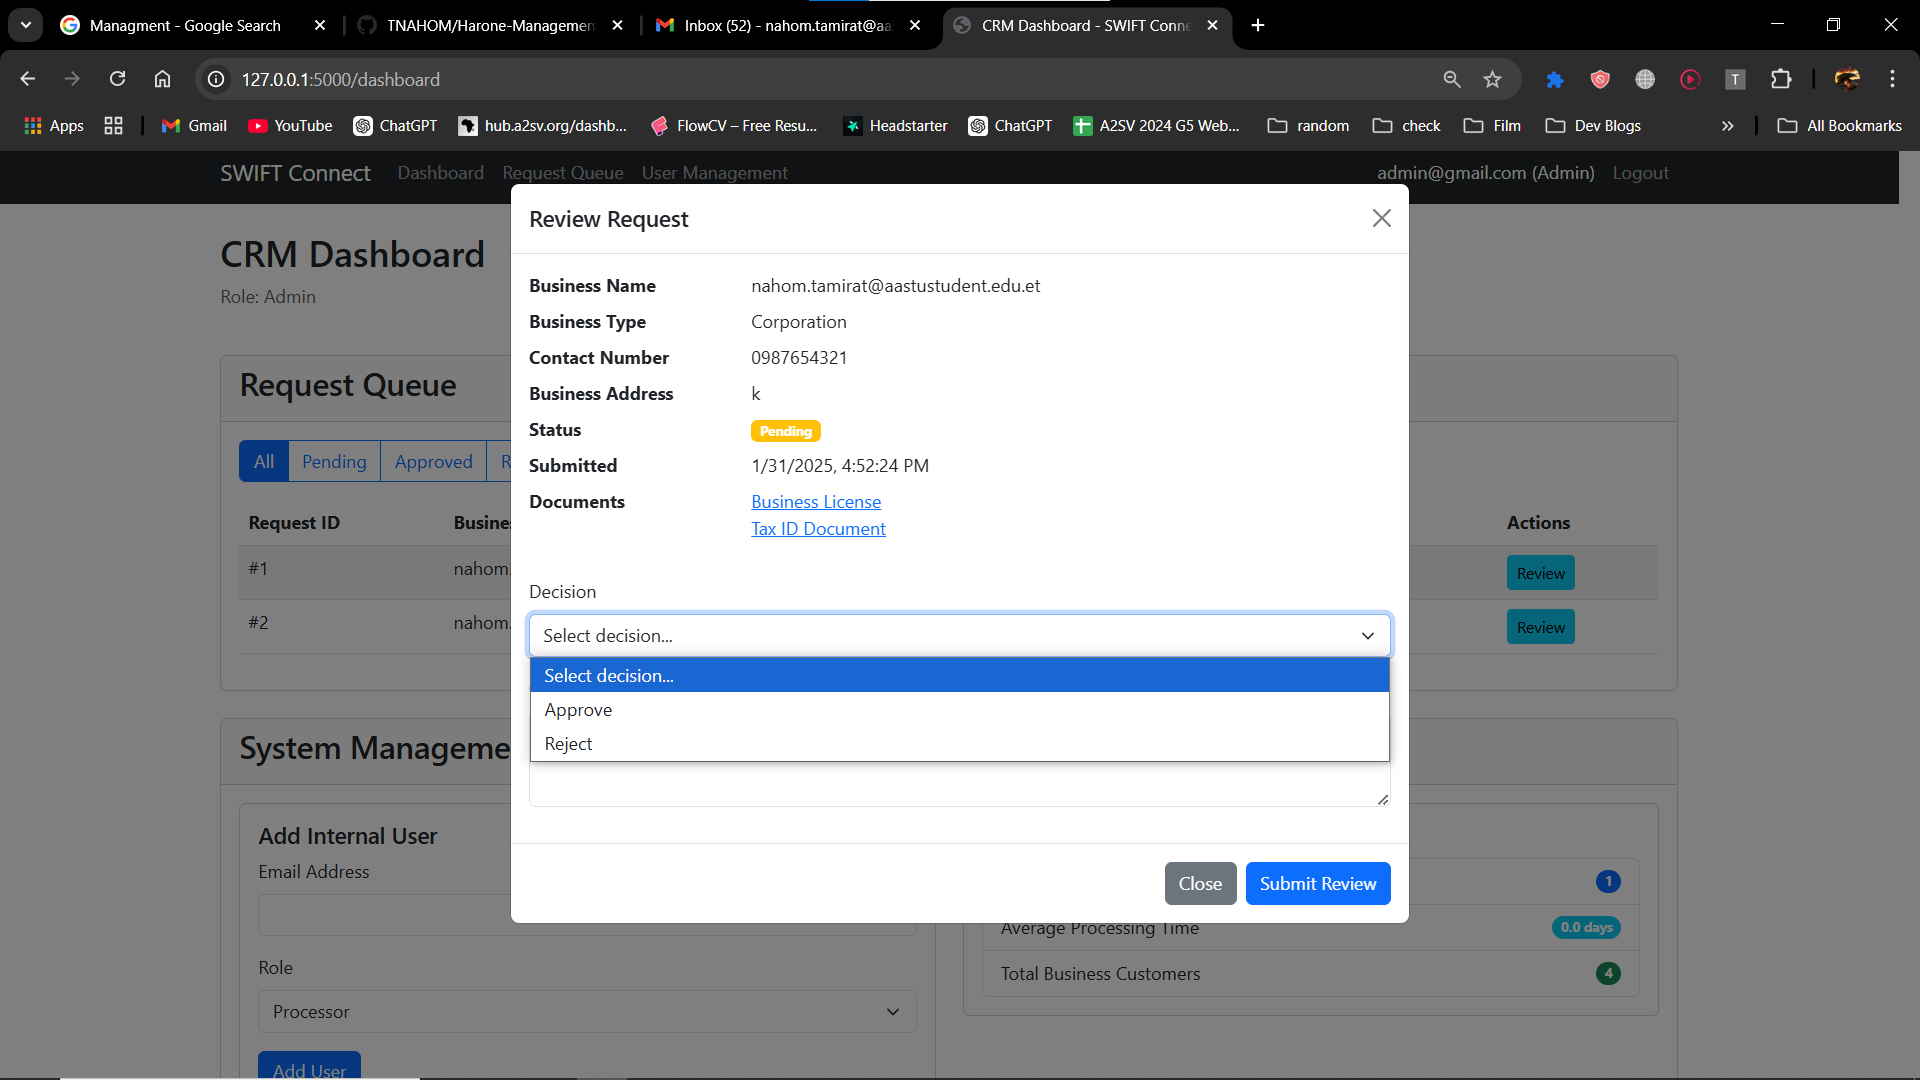 Managment - Google Search
TNAHOM/Harone-Managemen
Inbox (52) - nahom.tamirat@aa
CRM Dashboard - SWIFT Conne
127.0.0.1:5000/dashboard
T
Apps
Gmail
YouTube
ChatGPT
hub.a2sv.org/dashb...
FlowCV – Free Resu...
Headstarter
ChatGPT
A2SV 2024 G5 Web...
random
check
Film
Dev Blogs
All Bookmarks
SWIFT Connect
Dashboard
Request Queue
User Management
admin@gmail.com (Admin)
Logout
CRM Dashboard
Role: Admin
Request Queue
All
Pending
Approved
R
Request ID
Busine
Actions
#1
nahom.
Review
#2
nahom.
Review
Review Request
Business Name
nahom.tamirat@aastustudent.edu.et
Business Type
Corporation
Contact Number
0987654321
Business Address
k
Status
Pending
Submitted
1/31/2025, 4:52:24 PM
Documents
Business License
Tax ID Document
Decision
Select decision...
Select decision...
Approve
Reject
Close
Submit Review
System Manageme
Add Internal User
Email Address
Role
Processor
Add User
1
Average Processing Time
0.0 days
Total Business Customers
4